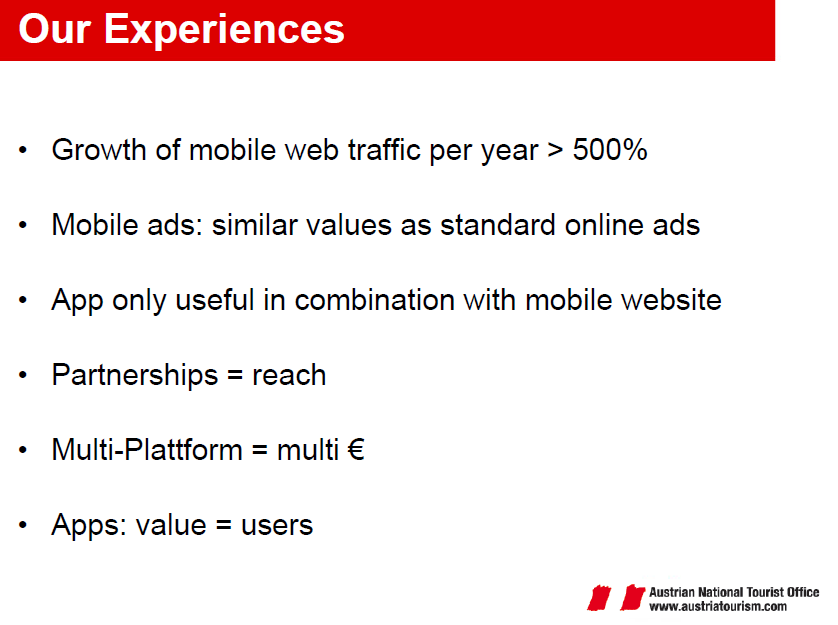 Our Experiences
• Growth of mobile web traffic per year > 500%
• Mobile ads: similar values as standard online ads
• App only useful in combination with mobile website
• Partnerships = reach
• Multi-Plattform = multi €
• Apps: value = users
Austrian National Tourist Office
www.austriatourism.com